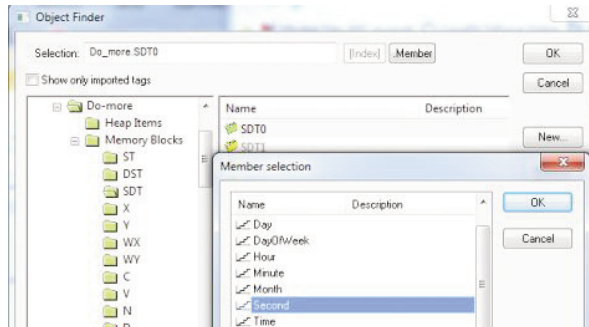 Object Finder
Selection: Do_more.SDT0 [Index] .Member OK
Show only imported tags
Cancel
Do-more
Heap Items
Memory Blocks
ST
DST
SDT
X
Y
WX
WY
C
V
N
Name Description
SDT0
SDT1
New...
Member selection
Name Description
Day
DayOfWeek
Hour
Minute
Month
Second
Time
OK
Cancel